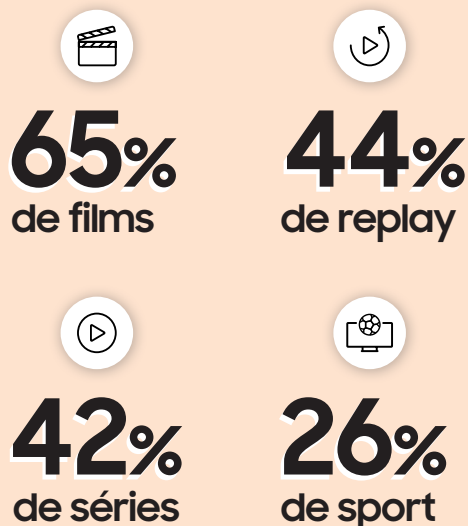 65%
de films
44%
de replay
42%
de séries
26%
de sport